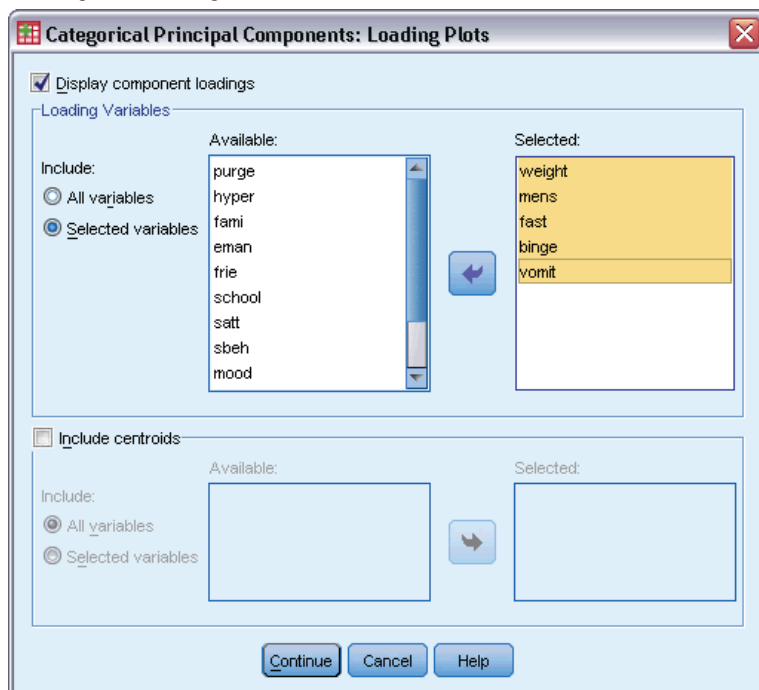 Categorical Principal Components: Loading Plots
Display component loadings
Loading Variables
Available:
Selected:
Include:
All variables
Selected variables
purge
hyper
fami
eman
frie
school
satt
sbeh
mood
weight
mens
fast
binge
vomit
Include centroids
Available:
Selected:
Include:
All variables
Selected variables
Continue
Cancel
Help